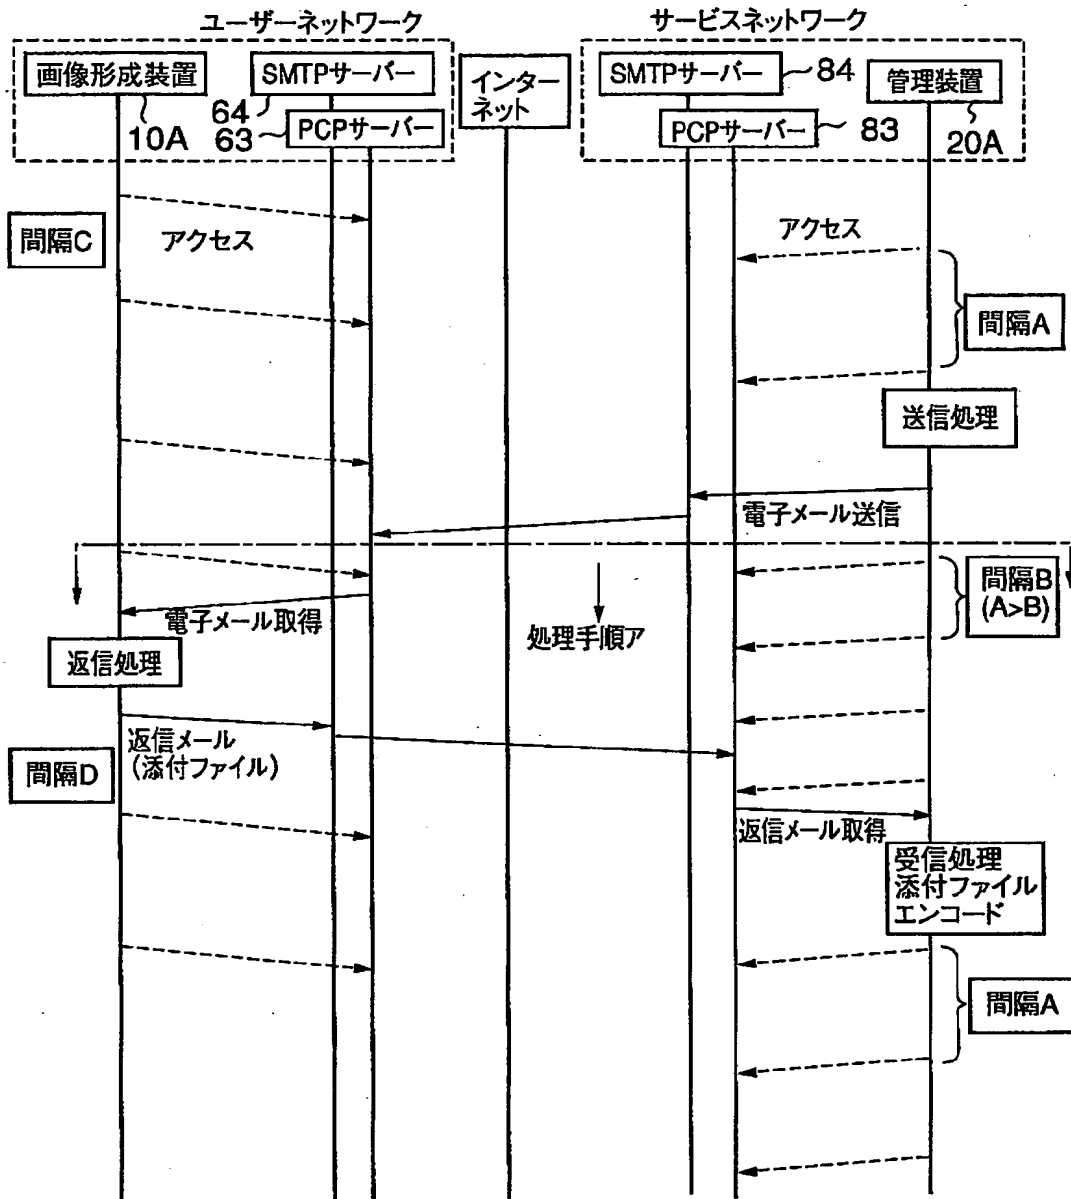 ユーザーネットワーク
サービスネットワーク
画像形成装置
SMTPサーバー
インター
ネット
SMTPサーバー
84
管理装置
10A
64
63
PCPサーバー
PCPサーバー
83
20A
間隔C
アクセス
アクセス
間隔A
送信処理
電子メール送信
間隔B
(A>B)
電子メール取得
処理手順ア
返信処理
返信メール
(添付ファイル)
間隔D
返信メール取得
受信処理
添付ファイル
エンコード
間隔A